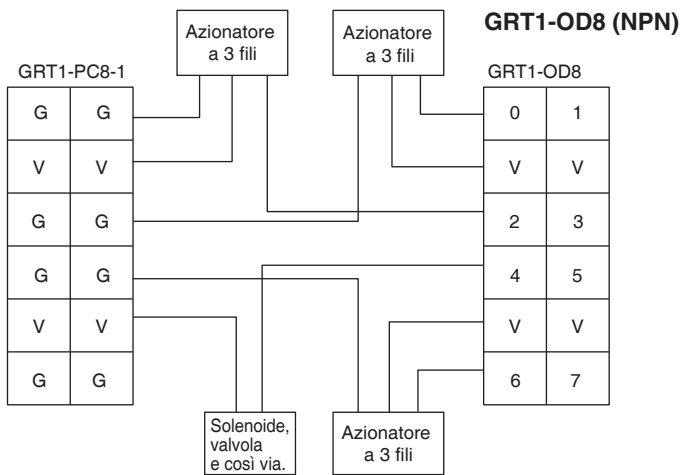 GRT1-OD8 (NPN)
Azionatore
a 3 fili
Azionatore
a 3 fili
GRT1-PC8-1
GRT1-OD8
G G
V V
G G
G G
V V
G G
0 1
V V
2 3
4 5
V V
6 7
Solenoide,
valvola
e così via.
Azionatore
a 3 fili